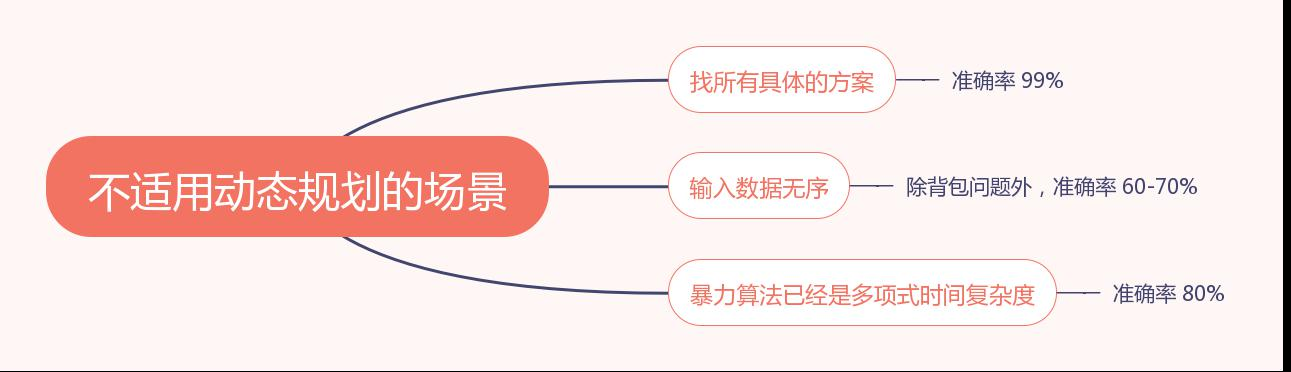 不适用动态规划的场景
找所有具体的方案
准确率 99%
输入数据无序
除背包问题外，准确率 60-70%
暴力算法已经是多项式时间复杂度
准确率 80%